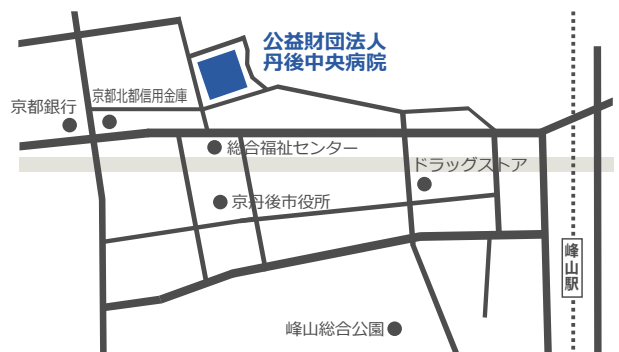 公益財団法人
丹後中央病院
京都北都信用金庫
京都銀行
総合福祉センター
ドラッグストア
京丹後市役所
峰山駅
峰山総合公園